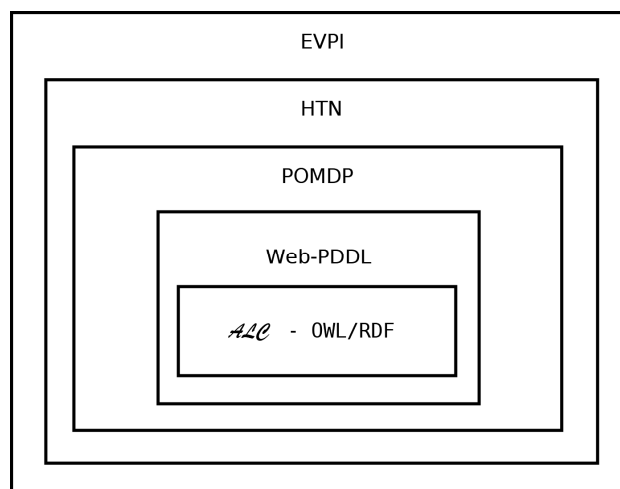 EVPI
HTN
POMDP
Web-PDDL
𝒜ℒ𝒞 - OWL/RDF